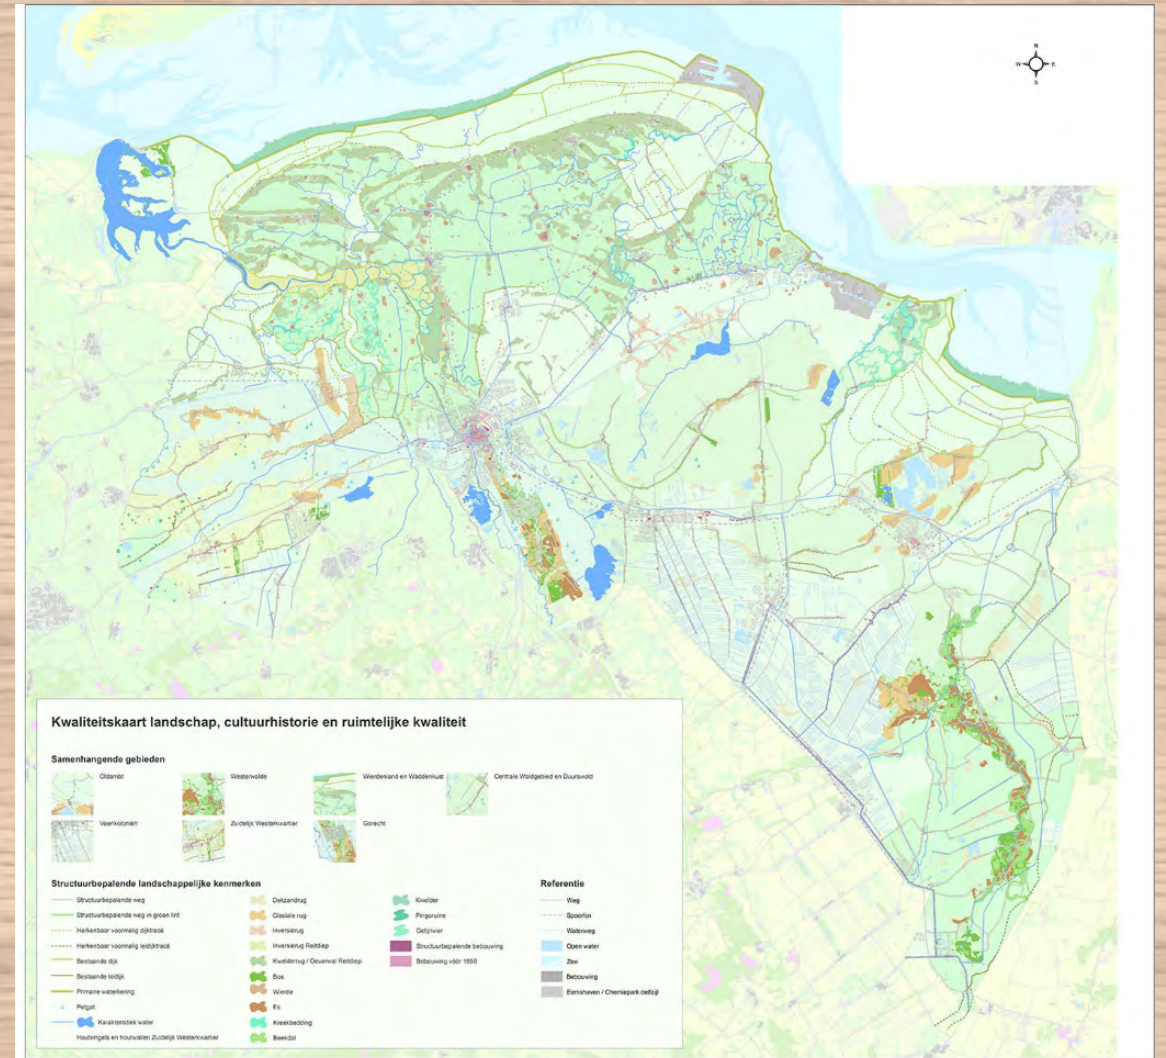 N
W E
S
Kwaliteitskaart landschap, cultuurhistorie en ruimtelijke kwaliteit
Samenhangende gebieden
Oldambt
Westerwolde
Wierdenland en Waddenkust
Centrale Woldgebied en Duurswold
Veenkoloniën
Zuidelijk Westerkwartier
Gorecht
Structuurbepalende landschappelijke kenmerken
Structuurbepalende weg
Structuurbepalende weg in groen lint
Herkenbaar voormalig dijktracé
Herkenbaar voormalig leidijktracé
Bestaande dijk
Bestaande leidijk
Primaire waterkering
Petgat
Karakteristiek water
Houtsingels en houtwallen Zuidelijk Westerkwartier
Dekzandrug
Glaciale rug
Inversierug
Inversierug Reitdiep
Kwelderrug / Oeverwal Reitdiep
Bos
Wierde
Es
Kreekbedding
Beekdal
Kwelder
Pingoruïne
Getijrivier
Structuurbepalende bebouwing
Bebouwing vóór 1850
Referentie
Weg
Spoorlijn
Waterweg
Open water
Zee
Bebouwing
Eemshaven / Chemiepark delfzijl